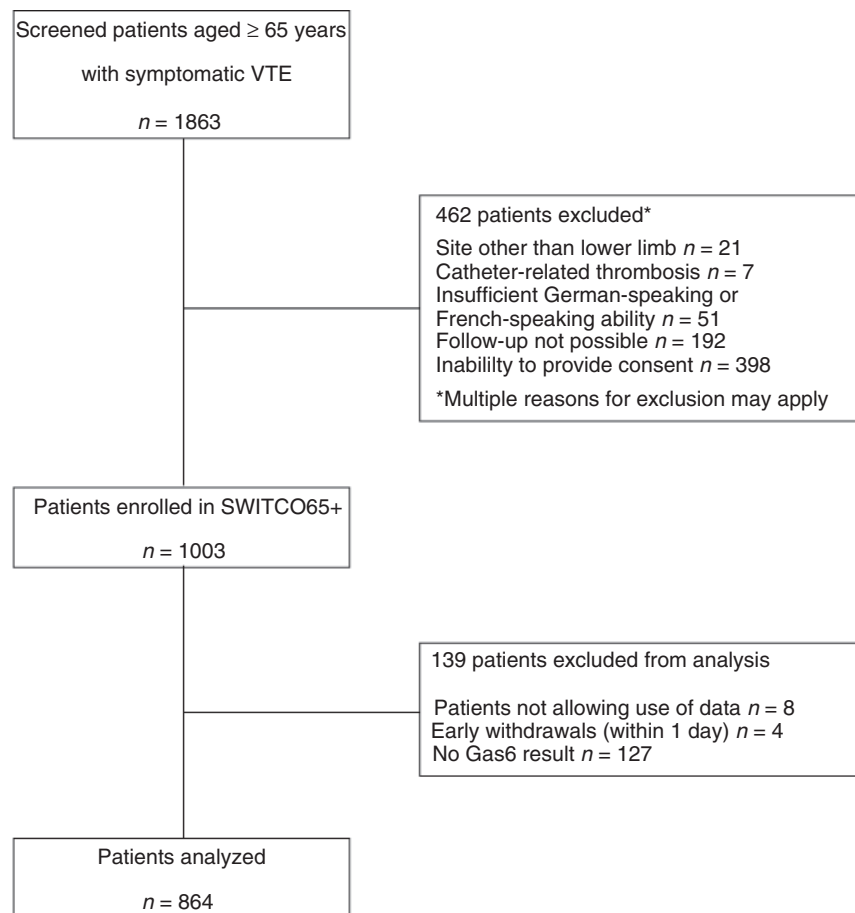 Screened patients aged ≥ 65 years
with symptomatic VTE
n = 1863
462 patients excluded*
Site other than lower limb n = 21
Catheter-related thrombosis n = 7
Insufficient German-speaking or
French-speaking ability n = 51
Follow-up not possible n = 192
Inabililty to provide consent n = 398
*Multiple reasons for exclusion may apply
Patients enrolled in SWITCO65+
n = 1003
139 patients excluded from analysis
Patients not allowing use of data n = 8
Early withdrawals (within 1 day) n = 4
No Gas6 result n = 127
Patients analyzed
n = 864